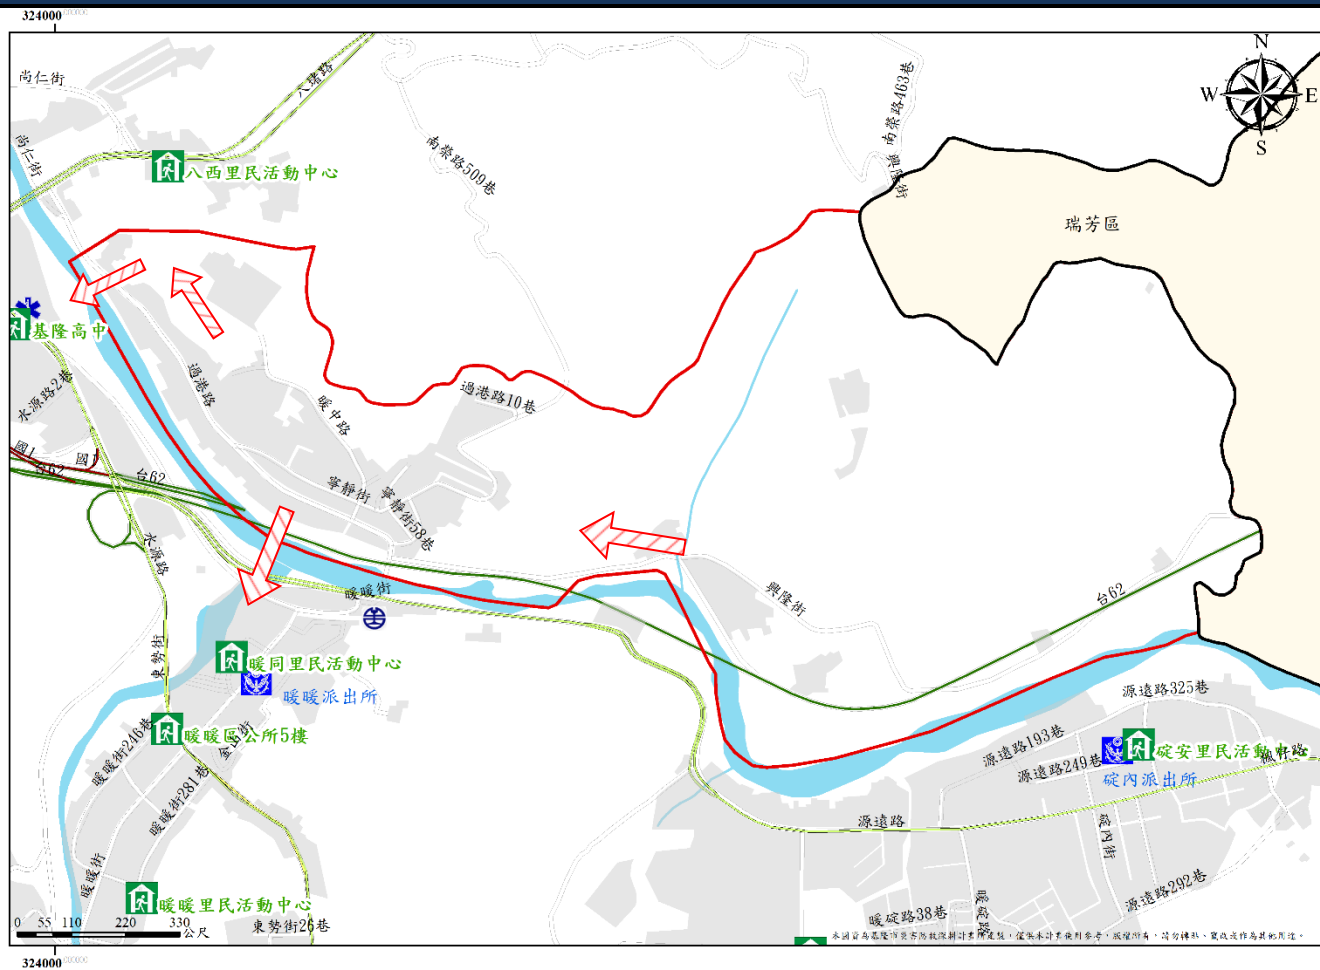 324000
尚仁街
八堵路
N
W
E
S
南榮路463巷
興隆街
尚仁街
八西里民活動中心
南榮路509巷
瑞芳區
基隆高中
水源路2巷
過港路
暖中路
過港路10巷
國1
國1
台62
台62
寧靜街
寧靜街58巷
水源路
暖暖街
興隆街
台62
東勢街
暖同里民活動中心
暖暖派出所
源遠路325巷
暖暖區公所5樓
金山街
暖暖街246巷
源遠路193巷
源遠路249巷
碇安里民活動中心
碇內派出所
暖暖街281巷
源遠路
碇內街
暖暖街
源遠路292巷
暖暖里民活動中心
暖碇路38巷
暖碇路
東勢街26巷
0 55 110 220 330
公尺
324000